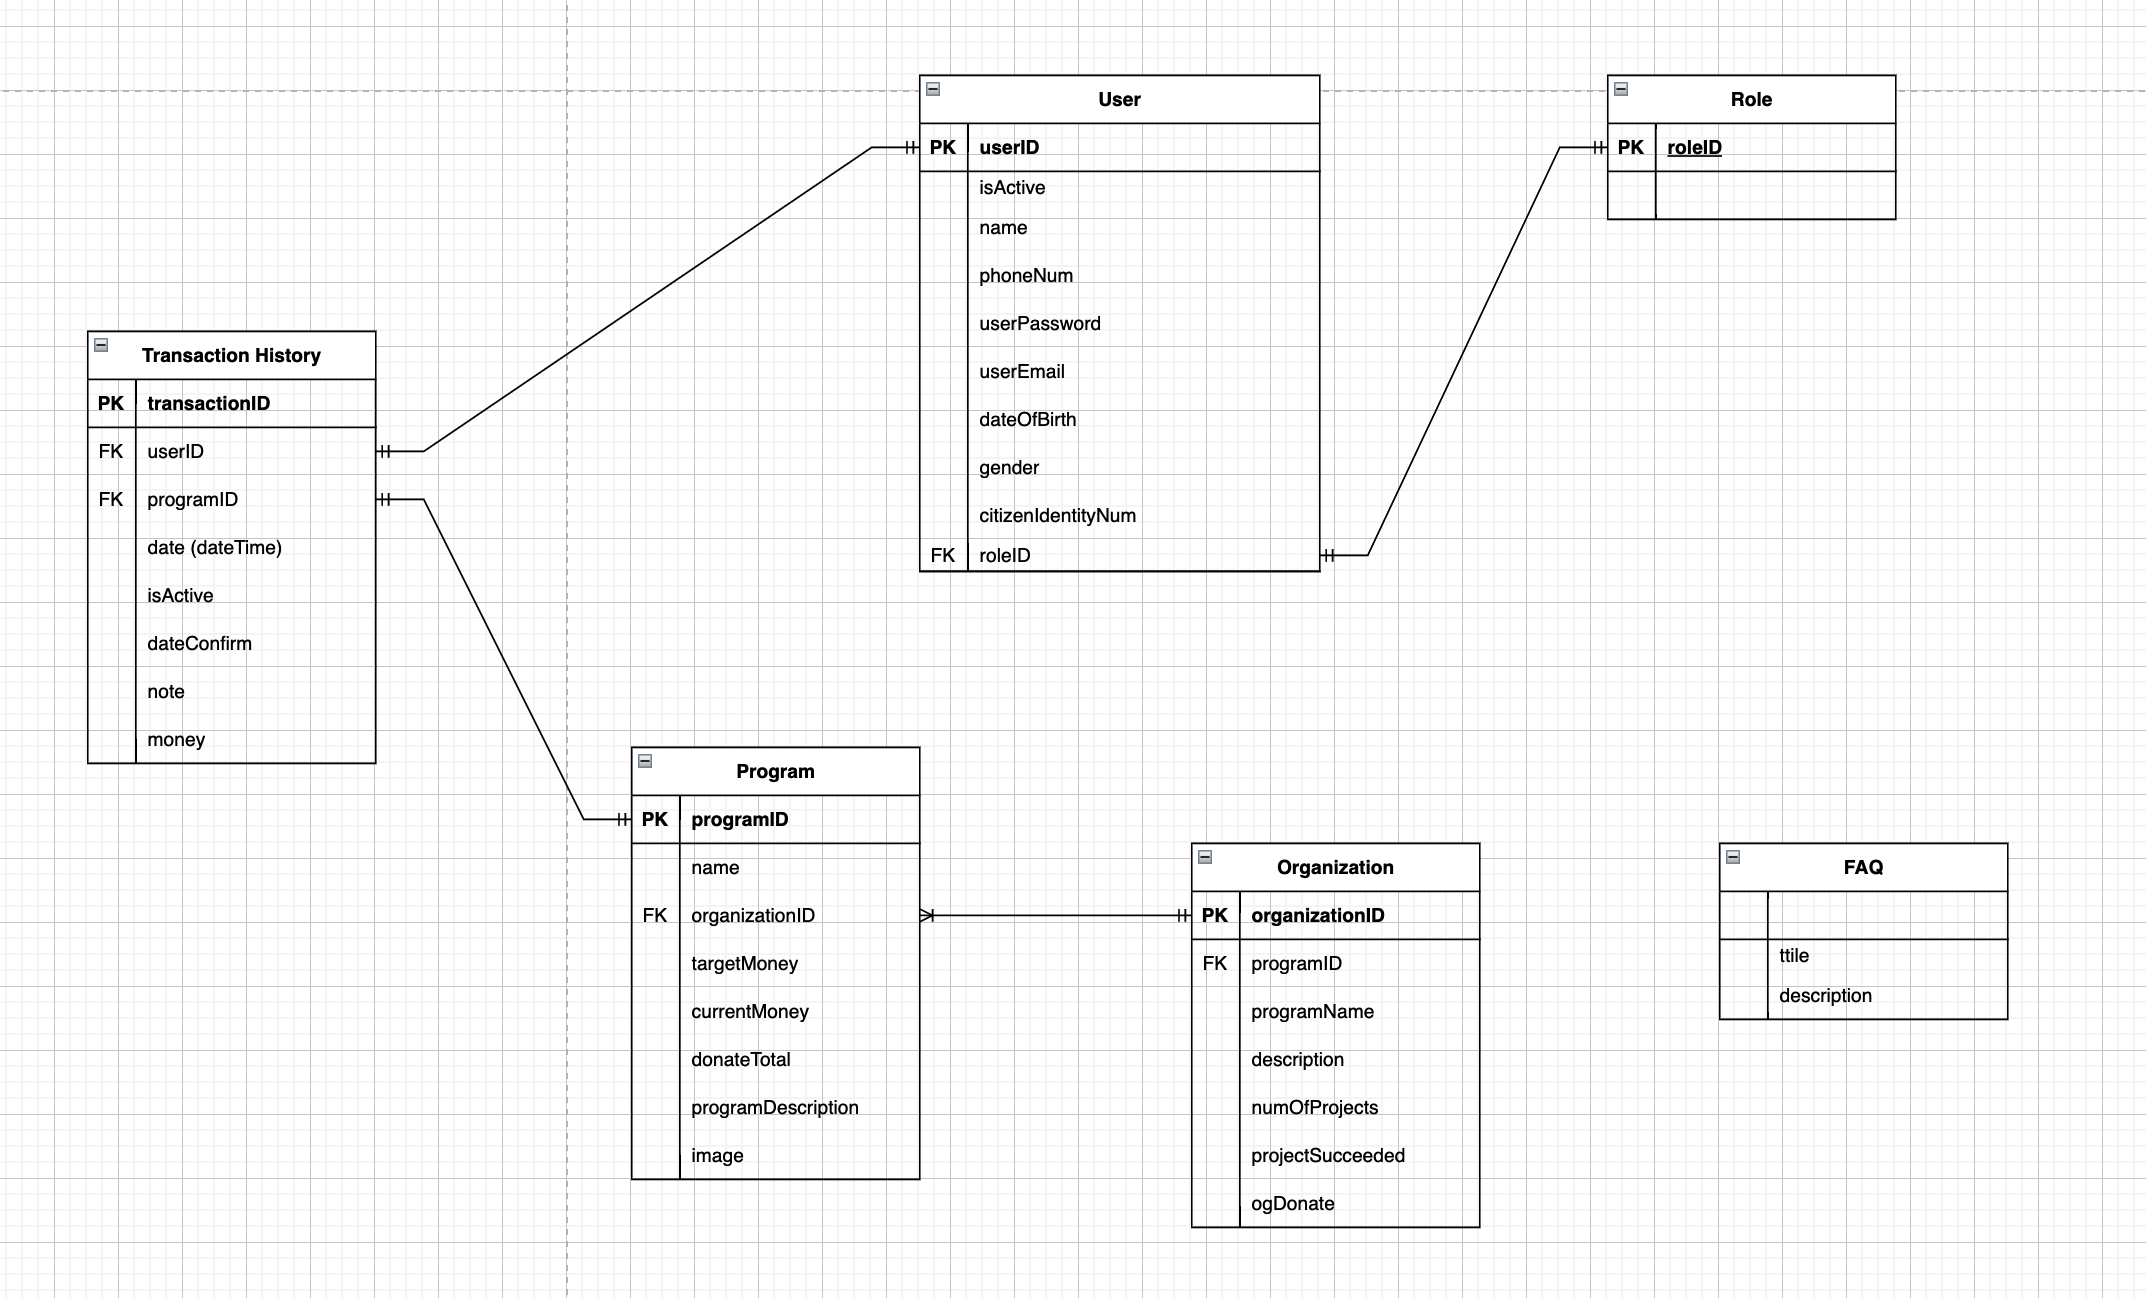 User
PK userID
isActive
name
phoneNum
userPassword
userEmail
dateOfBirth
gender
citizenIdentityNum
FK roleID
Role
PK roleID
Transaction History
PK transactionID
FK userID
FK programID
date (dateTime)
isActive
dateConfirm
note
money
Program
PK programID
name
FK organizationID
targetMoney
currentMoney
donateTotal
programDescription
image
Organization
PK organizationID
FK programID
programName
description
numOfProjects
projectSucceeded
ogDonate
FAQ
ttile
description